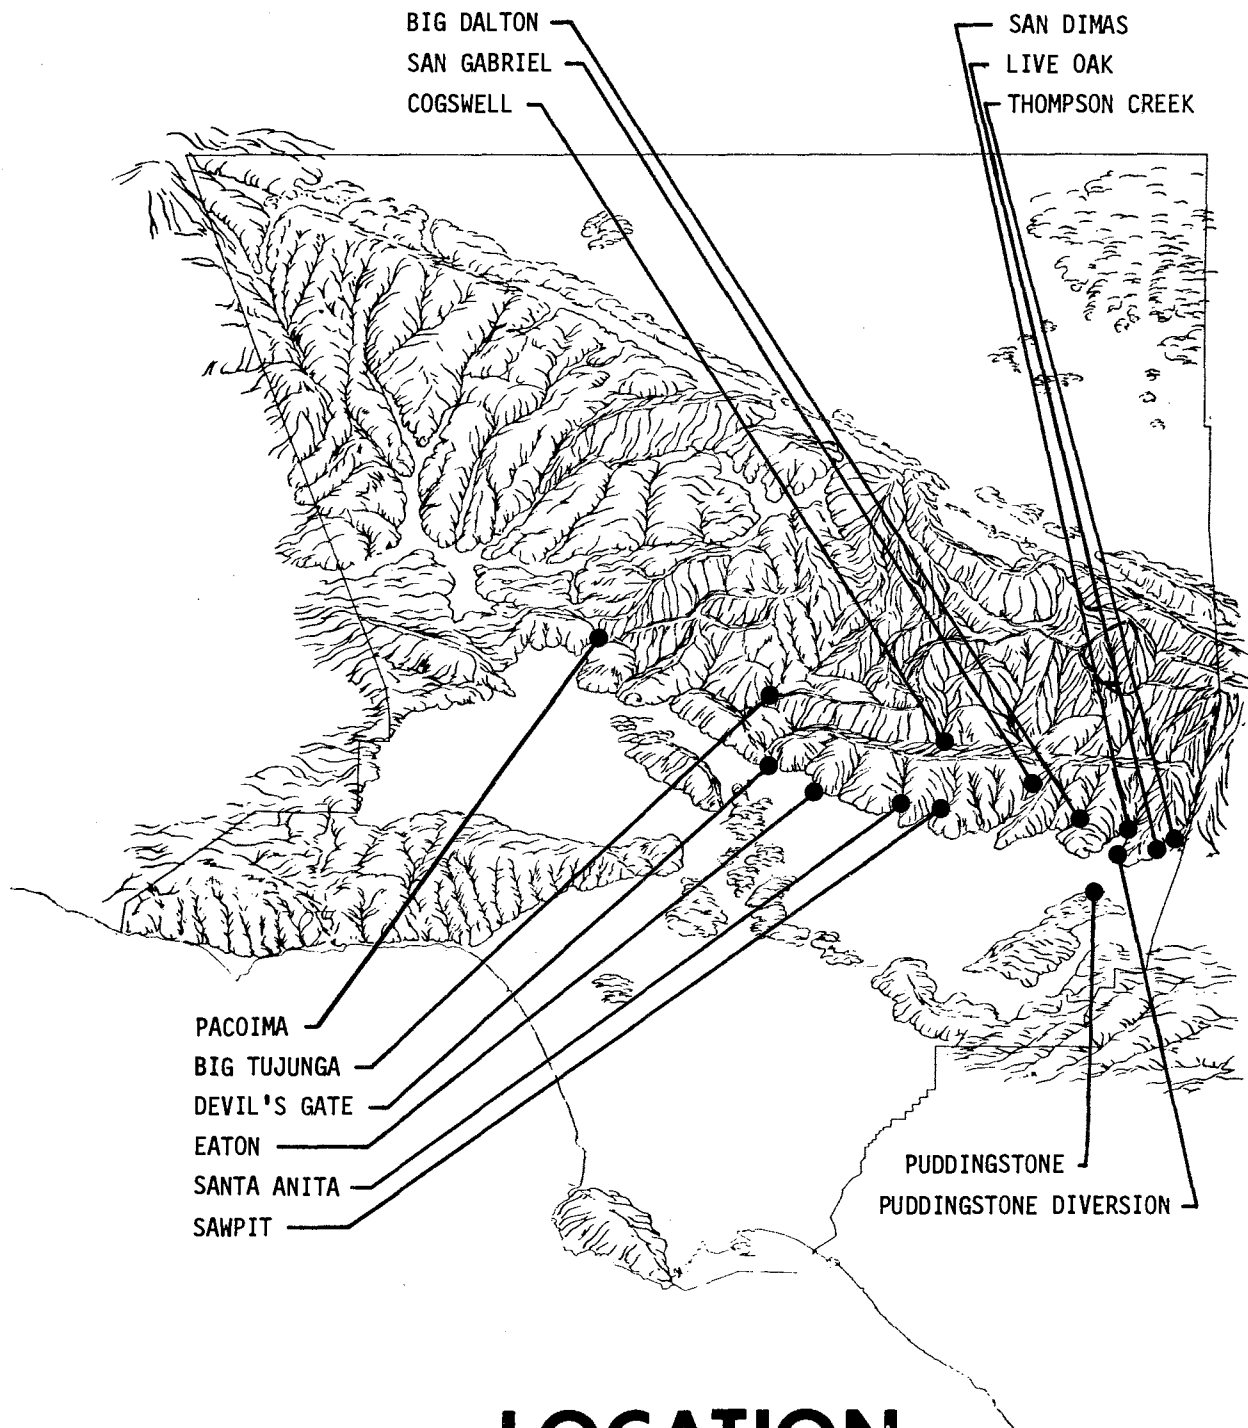 BIG DALTON
SAN GABRIEL
COGSWELL
SAN DIMAS
LIVE OAK
THOMPSON CREEK
PACOIMA
BIG TUJUNGA
DEVIL'S GATE
EATON
SANTA ANITA
SAWPIT
PUDDINGSTONE
PUDDINGSTONE DIVERSION
LOCATION